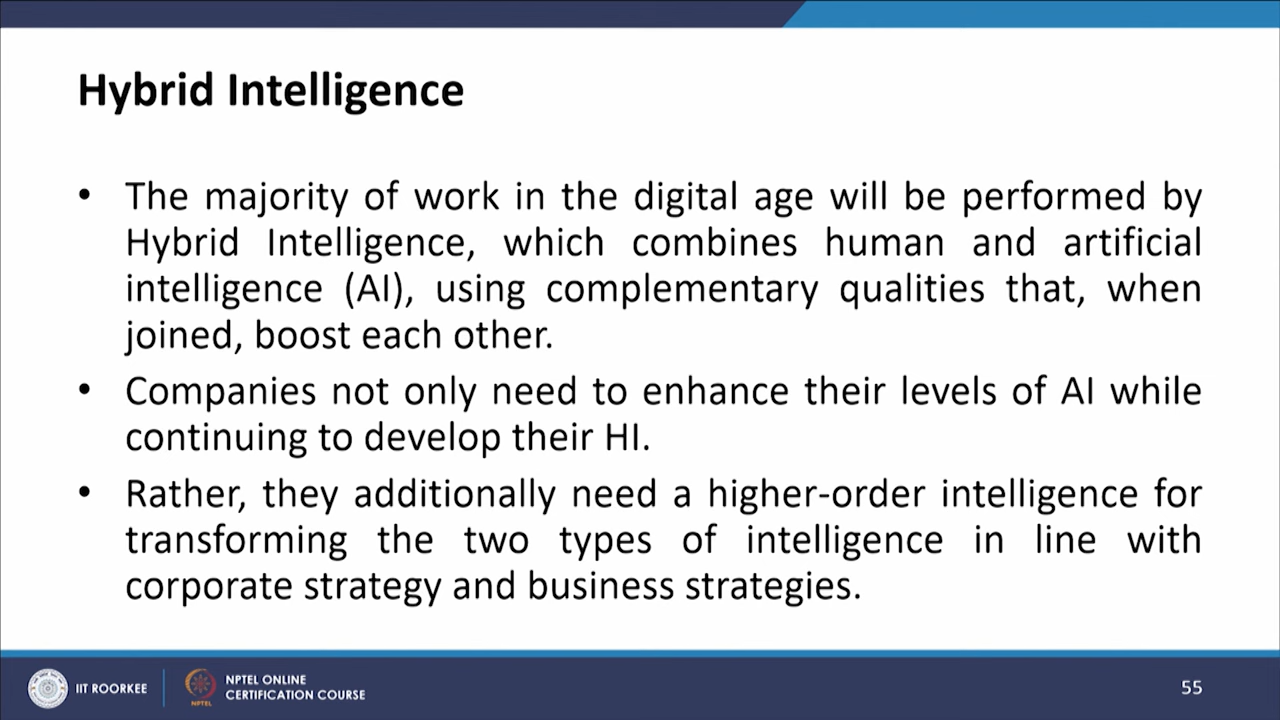 Hybrid Intelligence
• The majority of work in the digital age will be performed by
Hybrid Intelligence, which combines human and artificial
intelligence (AI), using complementary qualities that, when
joined, boost each other.
• Companies not only need to enhance their levels of AI while
continuing to develop their HI.
• Rather, they additionally need a higher-order intelligence for
transforming the two types of intelligence in line with
corporate strategy and business strategies.
IIT ROORKEE
NPTEL
NPTEL ONLINE
CERTIFICATION COURSE
55